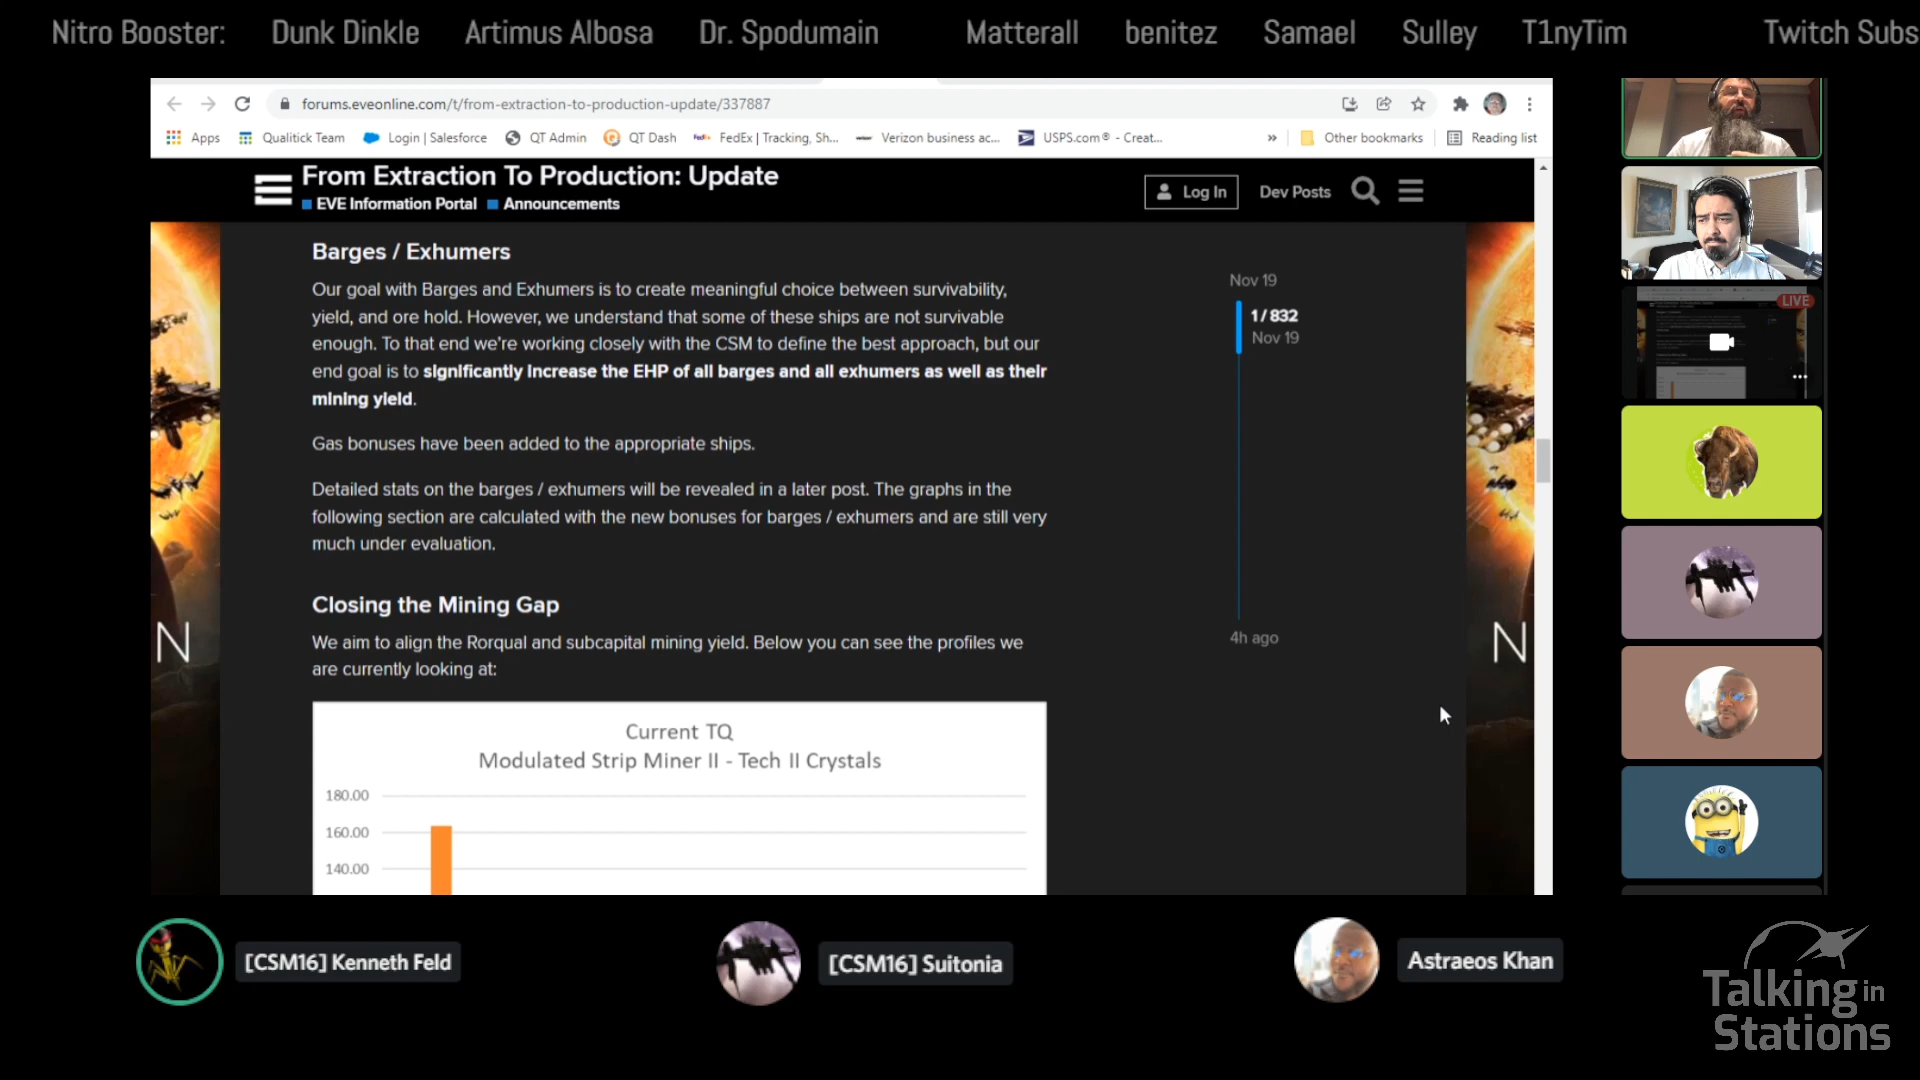 Nitro Booster: Dunk Dinkle Artimus Albosa Dr. Spodumain Matterall benitez Samael Sulley T1nyTim Twitch Subs
forums.eveonline.com/t/from-extraction-to-production-update/337887
Apps Qualitick Team Login | Salesforce QT Admin QT Dash FedEx | Tracking, Sh... Verizon business ac... USPS.com® - Creat... » Other bookmarks Reading list
From Extraction To Production: Update
EVE Information Portal Announcements
Log In Dev Posts
Barges / Exhumers
Our goal with Barges and Exhumers is to create meaningful choice between survivability,
yield, and ore hold. However, we understand that some of these ships are not survivable
enough. To that end we're working closely with the CSM to define the best approach, but our
end goal is to significantly increase the EHP of all barges and all exhumers as well as their
mining yield.
Gas bonuses have been added to the appropriate ships.
Detailed stats on the barges / exhumers will be revealed in a later post. The graphs in the
following section are calculated with the new bonuses for barges / exhumers and are still very
much under evaluation.
Closing the Mining Gap
We aim to align the Rorqual and subcapital mining yield. Below you can see the profiles we
are currently looking at:
Current TQ
Modulated Strip Miner II - Tech II Crystals
180.00
160.00
140.00
Nov 19
1 / 832
Nov 19
4h ago
N
N
LIVE
[CSM16] Kenneth Feld
[CSM16] Suitonia
Astraeos Khan
Talking in
Stations